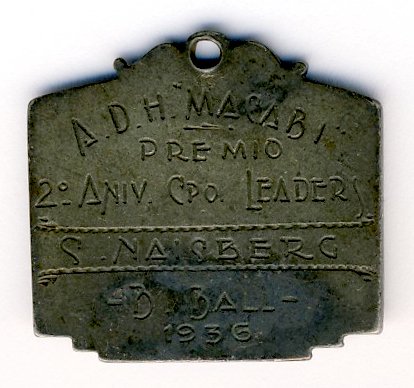 A.D.H. "MACABI"
PREMIO
2º ANIV. CPO. LEADERS
S. NAISBERG
-D. BALL-
1936